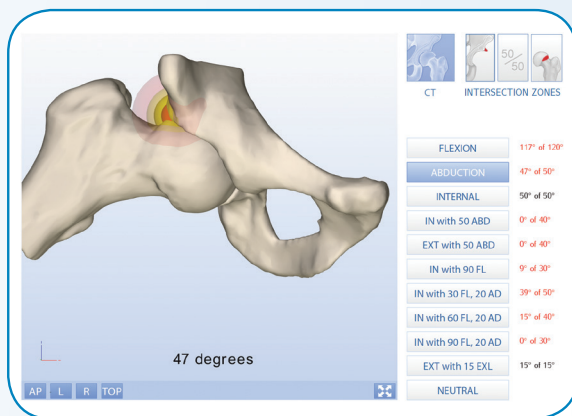 50/50
CT INTERSECTION ZONES
FLEXION 117° of 120°
ABDUCTION 47° of 50°
INTERNAL 50° of 50°
IN with 50 ABD 0° of 40°
EXT with 50 ABD 0° of 40°
IN with 90 FL 9° of 30°
IN with 30 FL, 20 AD 39° of 50°
IN with 60 FL, 20 AD 15° of 40°
IN with 90 FL, 20 AD 0° of 30°
EXT with 15 EXL 15° of 15°
NEUTRAL
47 degrees
AP L R TOP